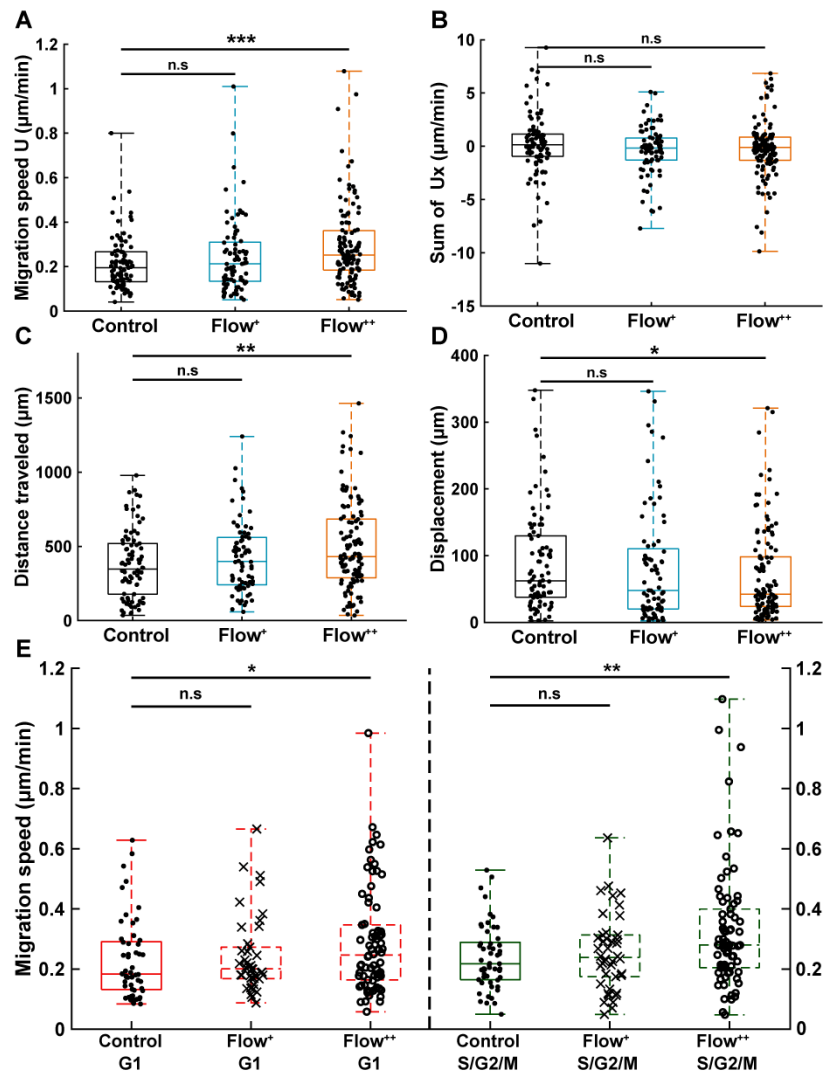 A
Migration speed U (µm/min)
1.2
1
0.8
0.6
0.4
0.2
0
***
n.s
Control Flow⁺ Flow⁺⁺
B
Sum of Ux (µm/min)
10
5
0
-5
-10
-15
n.s
n.s
Control Flow⁺ Flow⁺⁺
C
Distance traveled (µm)
1500
1000
500
0
**
n.s
Control Flow⁺ Flow⁺⁺
D
Displacement (µm)
400
300
200
100
0
*
n.s
Control Flow⁺ Flow⁺⁺
E
Migration speed (µm/min)
1.2
1
0.8
0.6
0.4
0.2
0
*
n.s
**
n.s
1.2
1
0.8
0.6
0.4
0.2
0
Control Flow⁺ Flow⁺⁺ Control Flow⁺ Flow⁺⁺
G1 G1 G1 S/G2/M S/G2/M S/G2/M